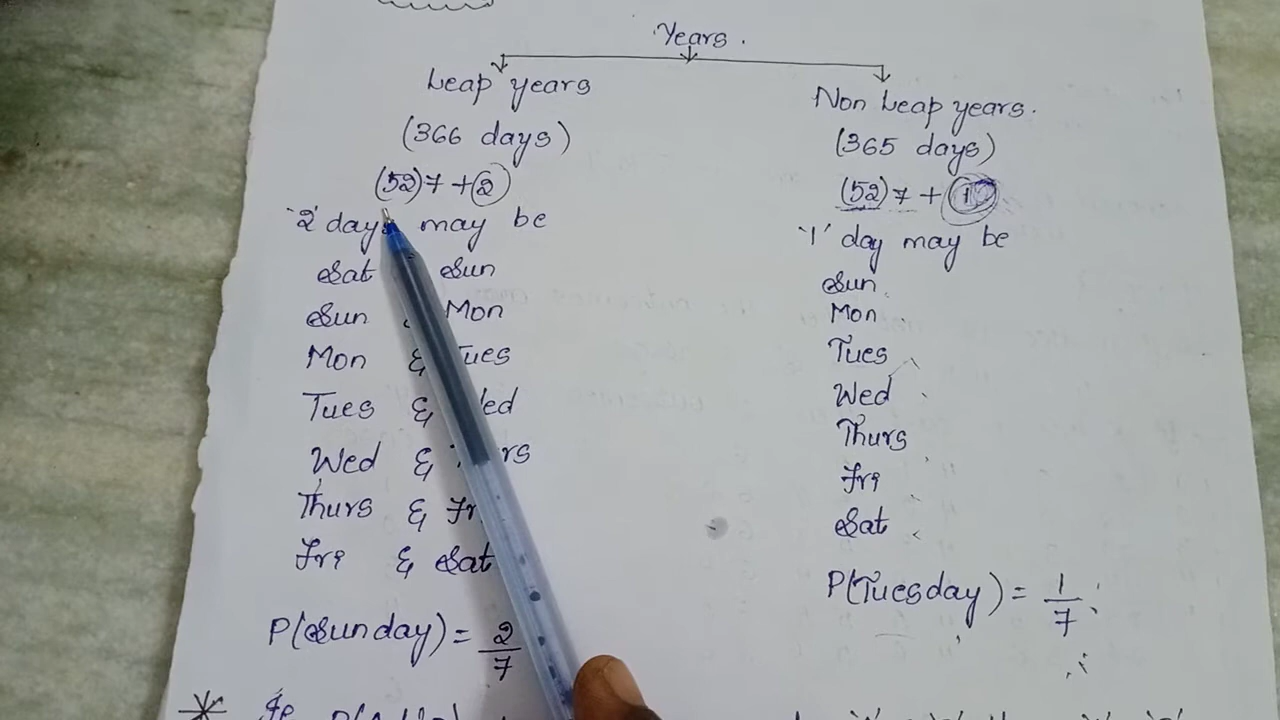 Years.
Leap years
(366 days)
(52)7 + 2
'2' days may be
Sat Sun
Sun & Mon
Mon & Tues
Tues & Wed
Wed &
Thurs &
Fri & Sat
P(Sunday) = 2/7
Non Leap years.
(365 days)
(52)7 + 1
'1' day may be
Sun
Mon
Tues
Wed
Thurs
Fri
Sat
P(Tuesday) = 1/7